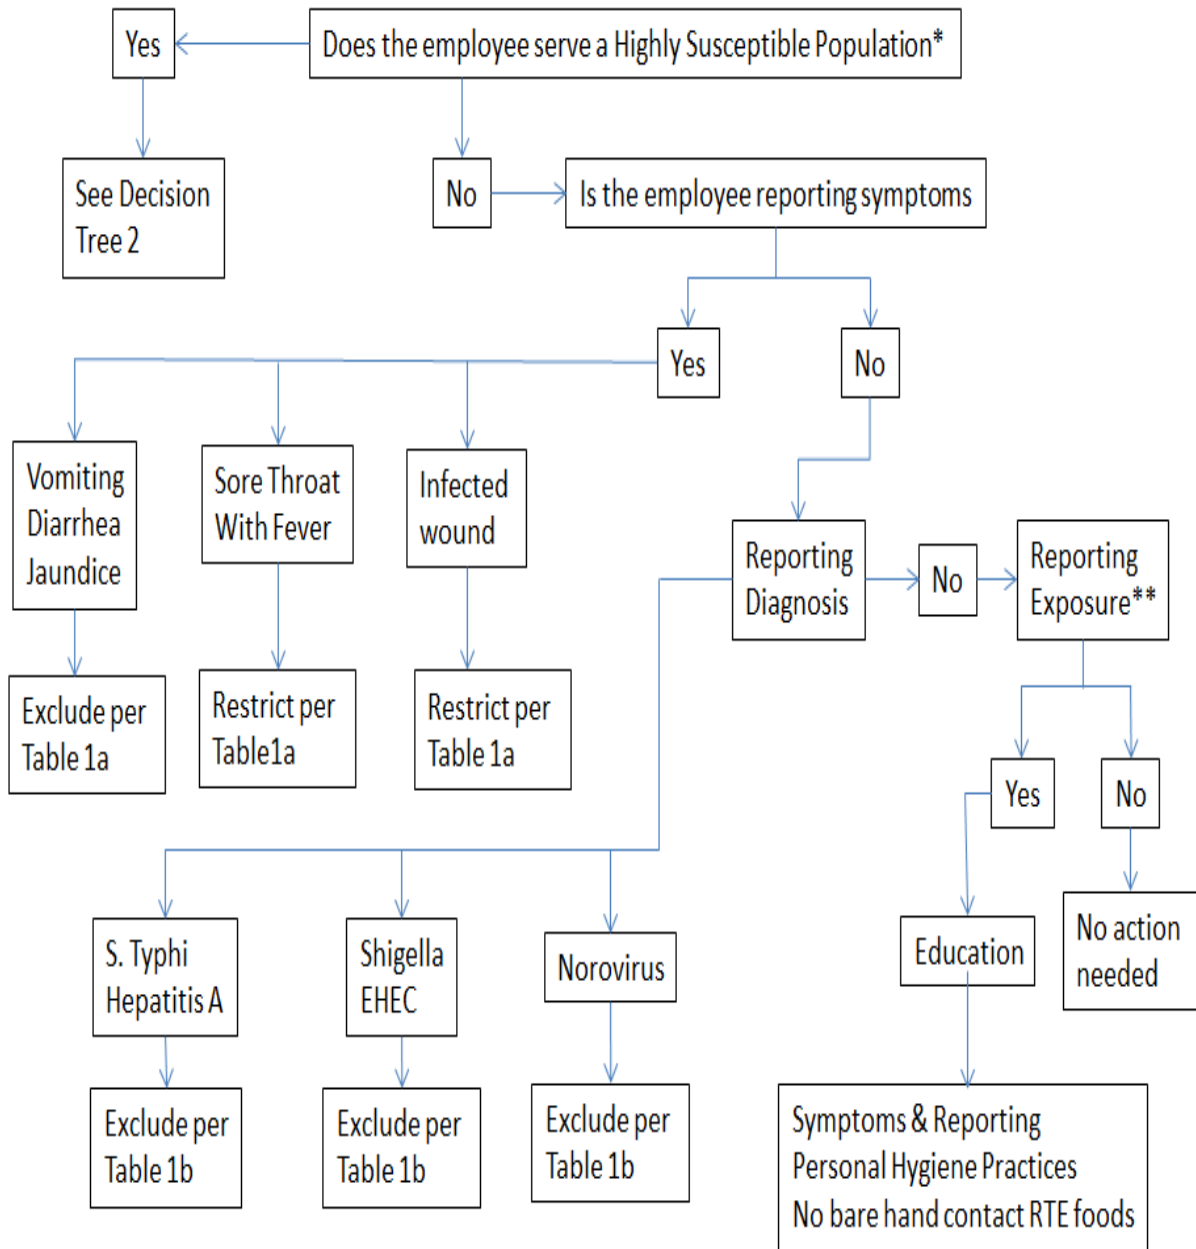 Yes
Does the employee serve a Highly Susceptible Population*
See Decision
Tree 2
No
Is the employee reporting symptoms
Yes
No
Vomiting
Diarrhea
Jaundice
Sore Throat
With Fever
Infected
wound
Reporting
Diagnosis
No
Reporting
Exposure**
Exclude per
Table 1a
Restrict per
Table1a
Restrict per
Table 1a
Yes
No
S. Typhi
Hepatitis A
Shigella
EHEC
Norovirus
Education
No action
needed
Exclude per
Table 1b
Exclude per
Table 1b
Exclude per
Table 1b
Symptoms & Reporting
Personal Hygiene Practices
No bare hand contact RTE foods